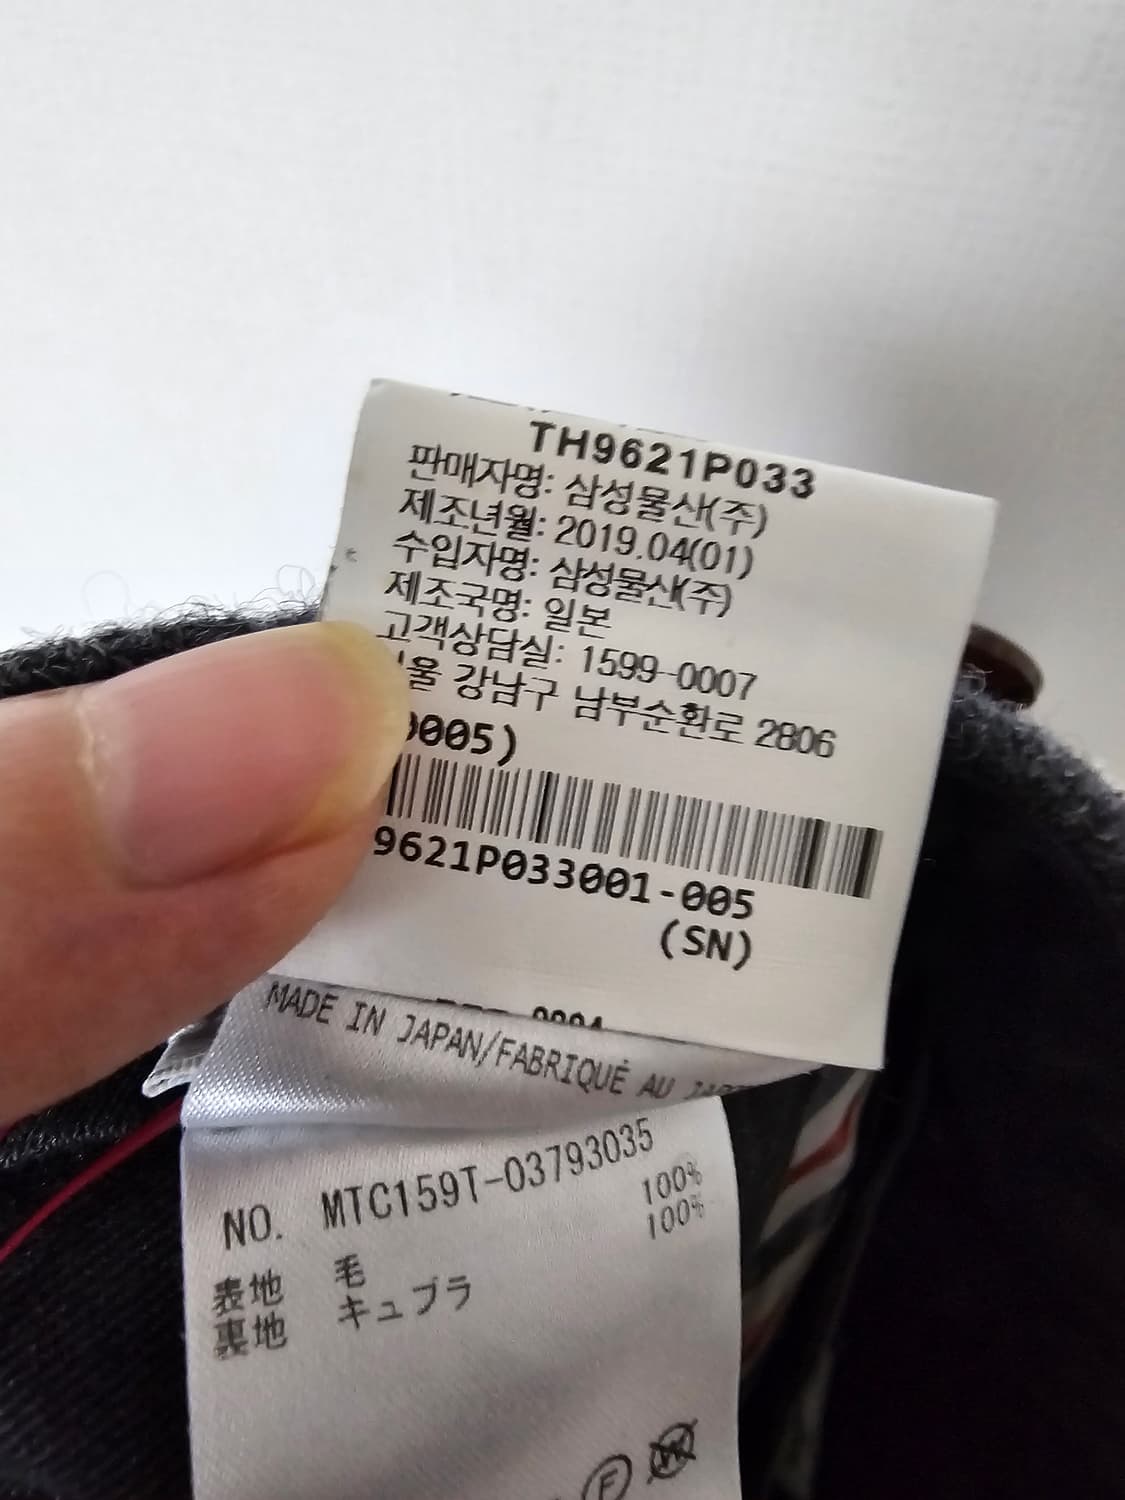 TH9621P033
판매자명: 삼성물산(주)
제조년월: 2019.04(01)
수입자명: 삼성물산(주)
제조국명: 일본
고객상담실: 1599-0007
울 강남구 남부순환로 2806
0005)
9621P033001-005
(SN)
MADE IN JAPAN/FABRIQUÉ AU
NO. MTC159T-03793035
表地 毛 100%
裏地 キュプラ 100%
F
W